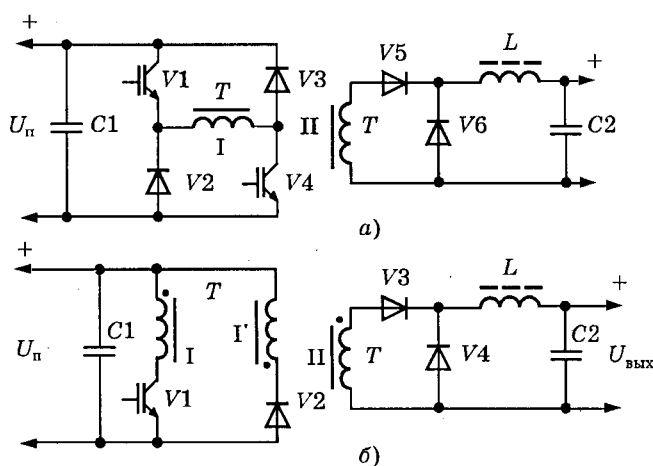 +
V1
V3
V5
L
+
T
Uп
C1
I
II
T
V6
C2
V2
V4
а)
+
T
V3
L
+
C1
I
I'
II
T
V4
C2
Uп
Uвых
V1
V2
б)